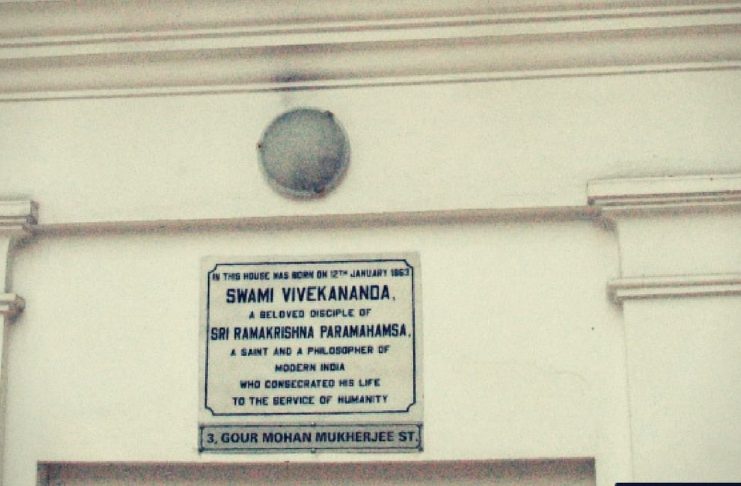 IN THIS HOUSE WAS BORN ON 12TH JANUARY 1863
SWAMI VIVEKANANDA,
A BELOVED DISCIPLE OF
SRI RAMAKRISHNA PARAMAHAMSA,
A SAINT AND A PHILOSOPHER OF
MODERN INDIA
WHO CONSECRATED HIS LIFE
TO THE SERVICE OF HUMANITY
3, GOUR MOHAN MUKHERJEE ST.